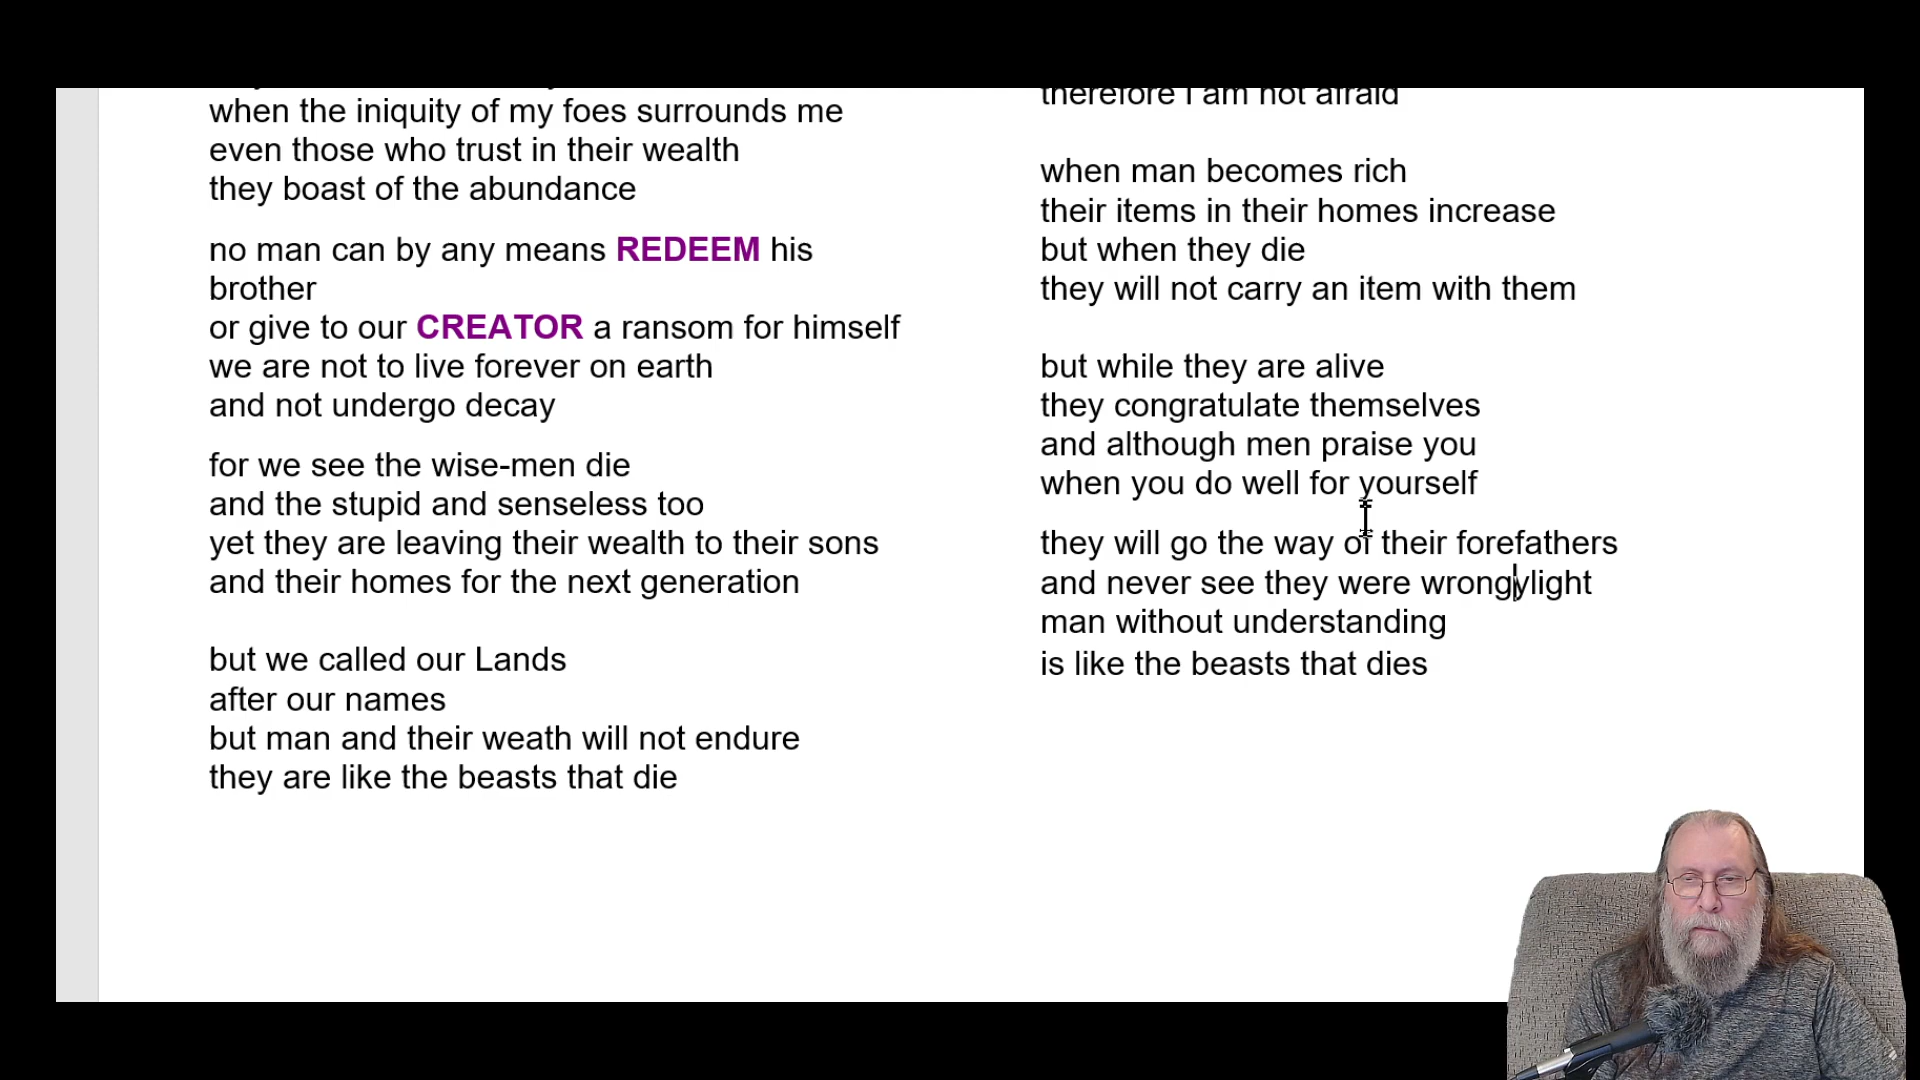 when the iniquity of my foes surrounds me
even those who trust in their wealth
they boast of the abundance
no man can by any means REDEEM his
brother
or give to our CREATOR a ransom for himself
we are not to live forever on earth
and not undergo decay
for we see the wise-men die
and the stupid and senseless too
yet they are leaving their wealth to their sons
and their homes for the next generation
but we called our Lands
after our names
but man and their weath will not endure
they are like the beasts that die
therefore I am not afraid
when man becomes rich
their items in their homes increase
but when they die
they will not carry an item with them
but while they are alive
they congratulate themselves
and although men praise you
when you do well for yourself
they will go the way of their forefathers
and never see they were wrongylight
man without understanding
is like the beasts that dies